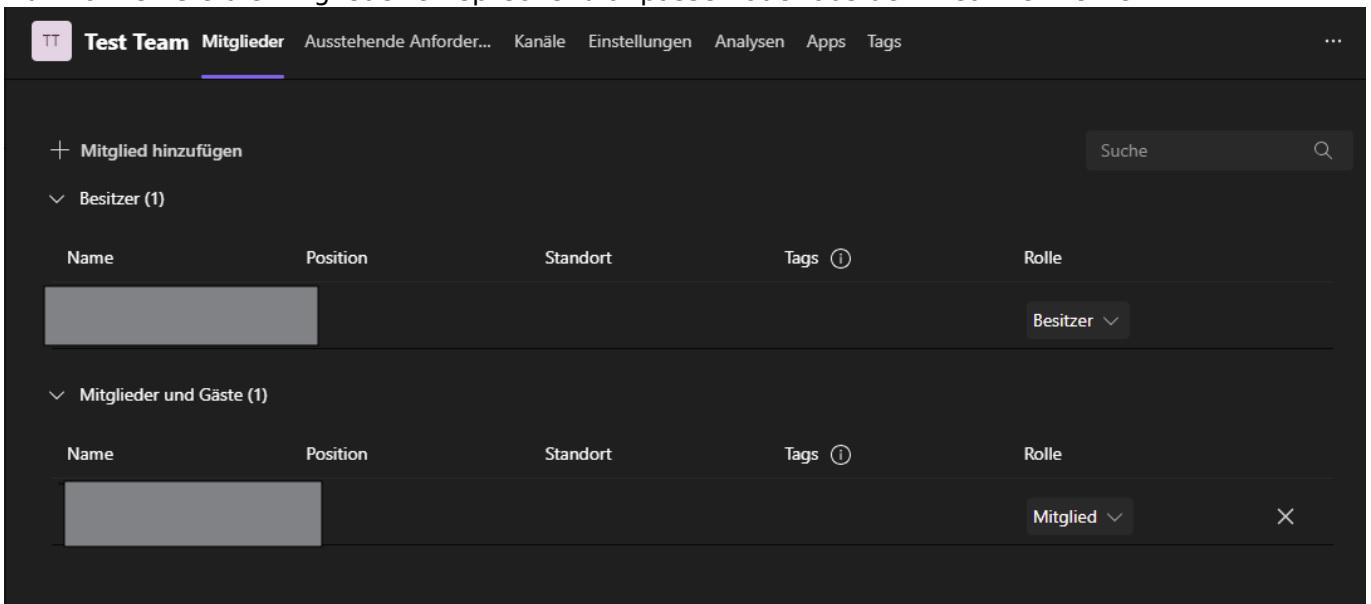 TT Test Team Mitglieder Ausstehende Anforder... Kanäle Einstellungen Analysen Apps Tags ...
Mitglied hinzufügen Suche
Besitzer (1)
Name Position Standort Tags Rolle
Besitzer
Mitglieder und Gäste (1)
Name Position Standort Tags Rolle
Mitglied